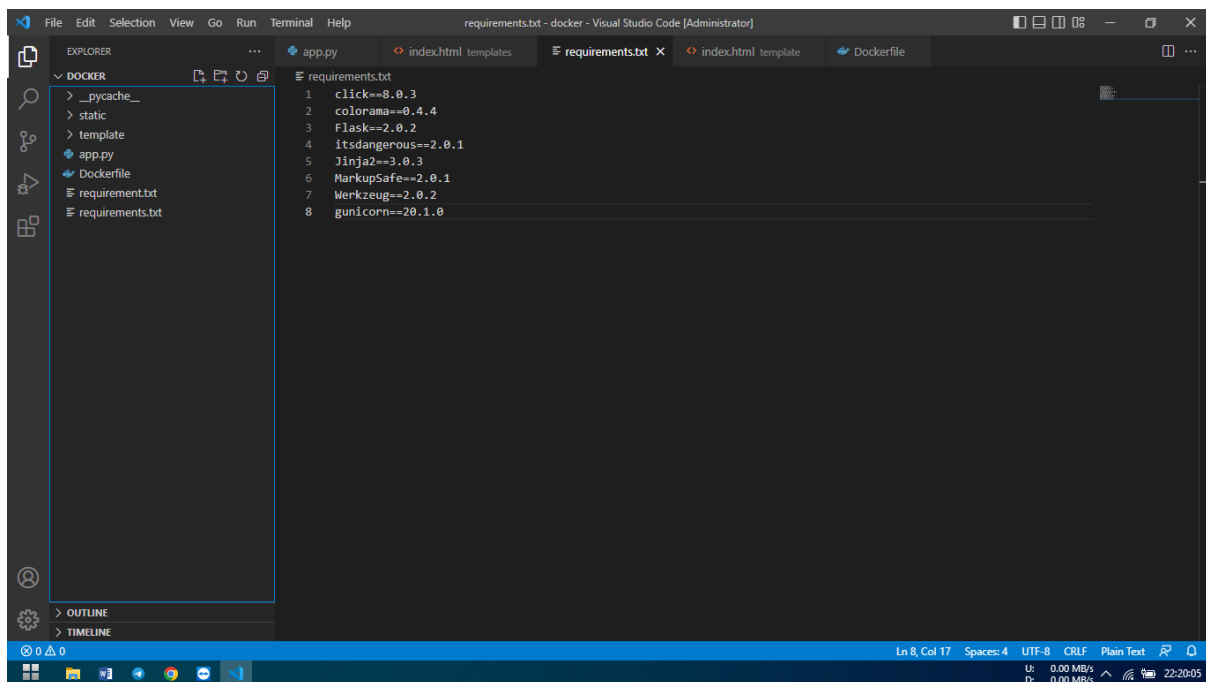 File Edit Selection View Go Run Terminal Help requirements.txt - docker - Visual Studio Code [Administrator]
EXPLORER
app.py
index.html templates
requirements.txt
index.html template
Dockerfile
DOCKER
__pycache__
static
template
app.py
Dockerfile
requirement.txt
requirements.txt
OUTLINE
TIMELINE
requirements.txt
1 click==8.0.3
2 colorama==0.4.4
3 Flask==2.0.2
4 itsdangerous==2.0.1
5 Jinja2==3.0.3
6 MarkupSafe==2.0.1
7 Werkzeug==2.0.2
8 gunicorn==20.1.0
0 0 Ln 8, Col 17 Spaces: 4 UTF-8 CRLF Plain Text
U: 0.00 MB/s
D: 0.00 MB/s
22:20:05